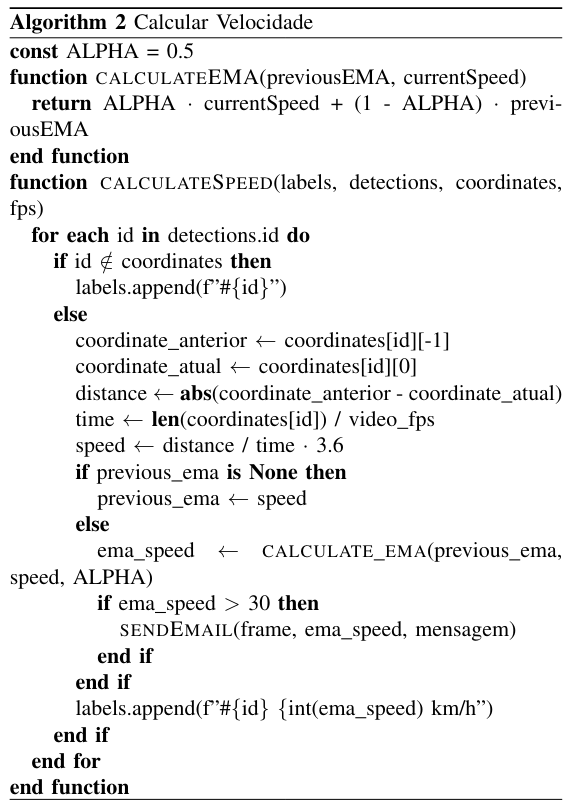 Algorithm 2 Calcular Velocidade
const ALPHA = 0.5
function CALCULATEEMA(previousEMA, currentSpeed)
return ALPHA · currentSpeed + (1 - ALPHA) · previ-
ousEMA
end function
function CALCULATESPEED(labels, detections, coordinates,
fps)
for each id in detections.id do
if id ∉ coordinates then
labels.append(f”#{id}”)
else
coordinate_anterior ← coordinates[id][-1]
coordinate_atual ← coordinates[id][0]
distance ← abs(coordinate_anterior - coordinate_atual)
time ← len(coordinates[id]) / video_fps
speed ← distance / time · 3.6
if previous_ema is None then
previous_ema ← speed
else
ema_speed ← CALCULATE_EMA(previous_ema,
speed, ALPHA)
if ema_speed > 30 then
SENDEMAIL(frame, ema_speed, mensagem)
end if
end if
labels.append(f”#{id} {int(ema_speed) km/h”)
end if
end for
end function